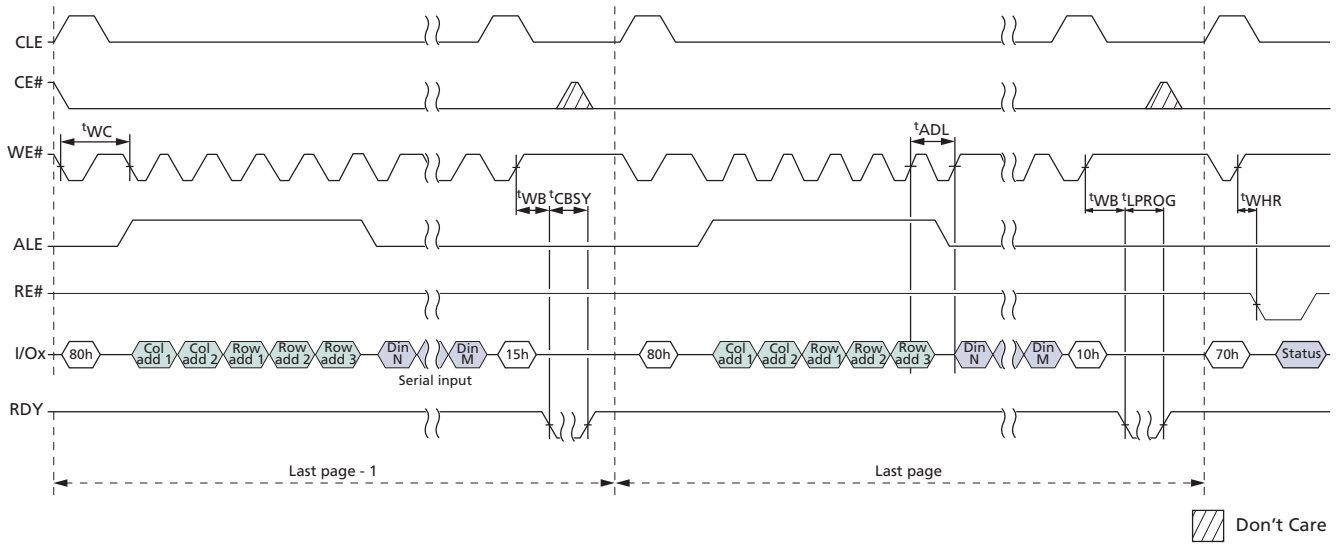 CLE
CE#
tWC
tADL
WE#
tWB tCBSY
tWB tLPROG
tWHR
ALE
RE#
I/Ox
80h
Col add 1
Col add 2
Row add 1
Row add 2
Row add 3
Din N
Din M
15h
80h
Col add 1
Col add 2
Row add 1
Row add 2
Row add 3
Din N
Din M
10h
70h
Status
Serial input
RDY
Last page - 1
Last page
Don't Care